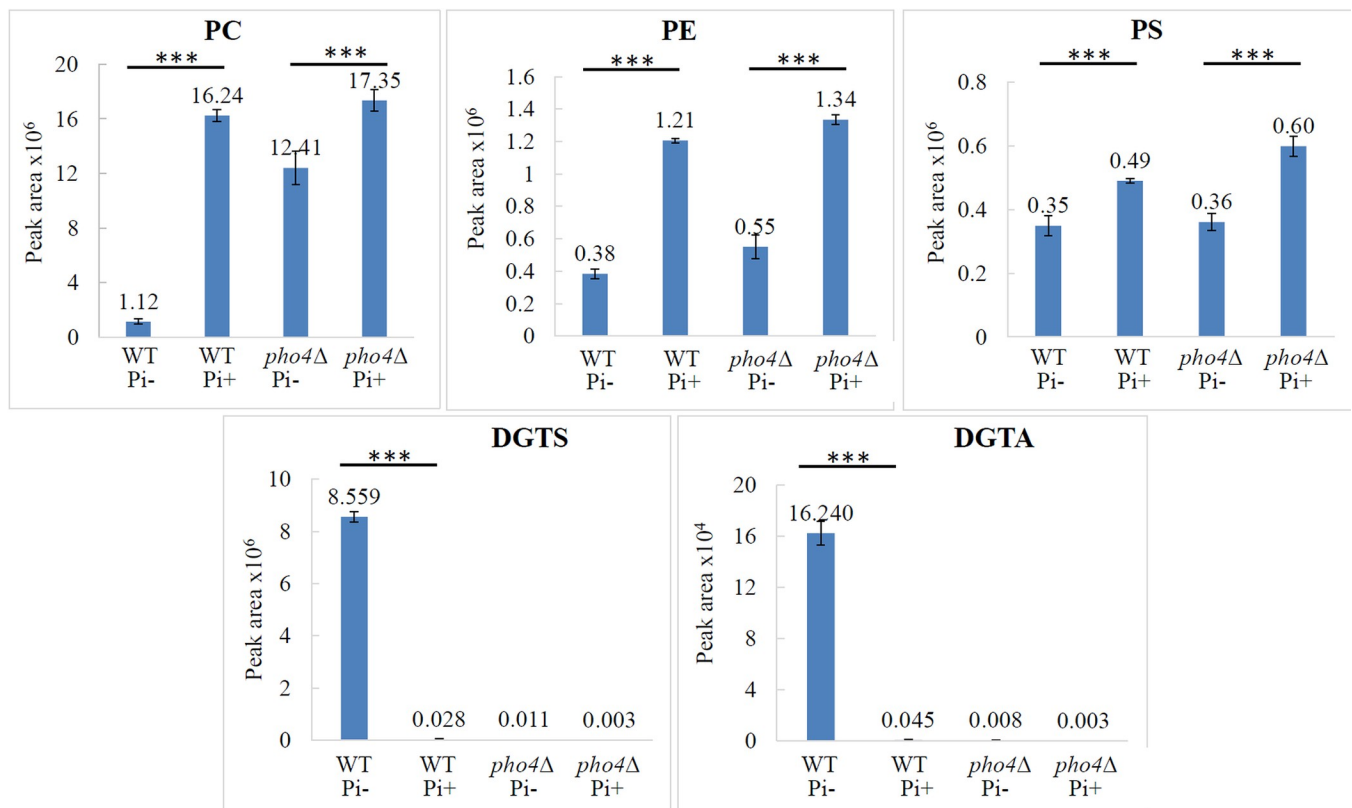 PC
***
***
20
16
12
8
4
0
Peak area x10⁶
1.12
16.24
12.41
17.35
WT Pi-
WT Pi+
pho4Δ Pi-
pho4Δ Pi+
PE
***
***
1.6
1.4
1.2
1
0.8
0.6
0.4
0.2
0
Peak area x10⁶
0.38
1.21
0.55
1.34
WT Pi-
WT Pi+
pho4Δ Pi-
pho4Δ Pi+
PS
***
***
0.8
0.6
0.4
0.2
0
Peak area x10⁶
0.35
0.49
0.36
0.60
WT Pi-
WT Pi+
pho4Δ Pi-
pho4Δ Pi+
DGTS
***
10
8
6
4
2
0
Peak area x10⁶
8.559
0.028
0.011
0.003
WT Pi-
WT Pi+
pho4Δ Pi-
pho4Δ Pi+
DGTA
***
20
16
12
8
4
0
Peak area x10⁴
16.240
0.045
0.008
0.003
WT Pi-
WT Pi+
pho4Δ Pi-
pho4Δ Pi+